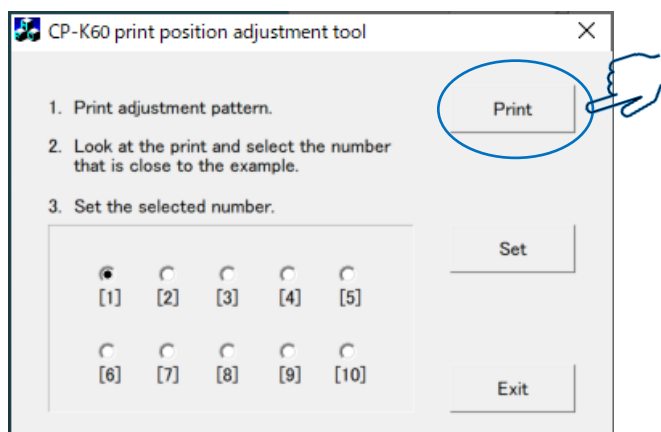 CP-K60 print position adjustment tool
1. Print adjustment pattern.
Print
2. Look at the print and select the number
that is close to the example.
3. Set the selected number.
Set
[1] [2] [3] [4] [5]
[6] [7] [8] [9] [10]
Exit